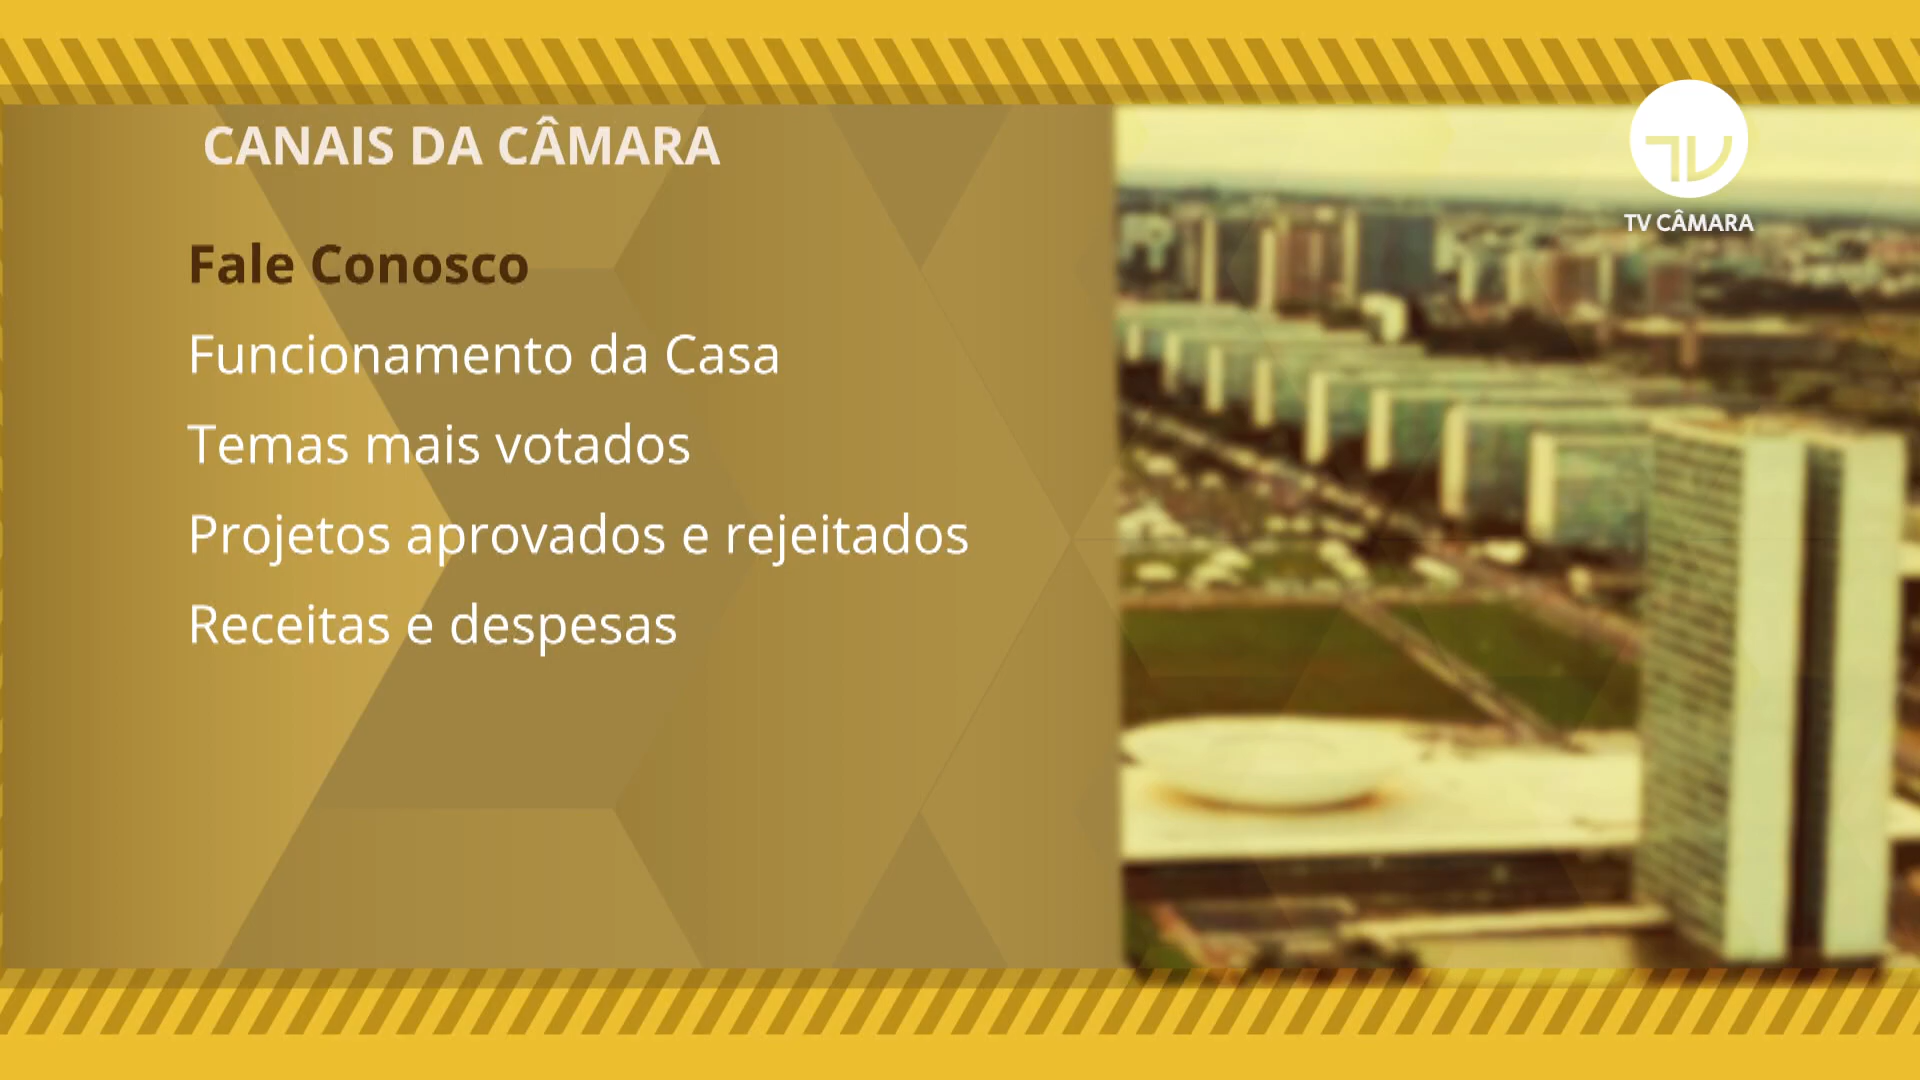 CANAIS DA CÂMARA
TV
TV CÂMARA
Fale Conosco
Funcionamento da Casa
Temas mais votados
Projetos aprovados e rejeitados
Receitas e despesas